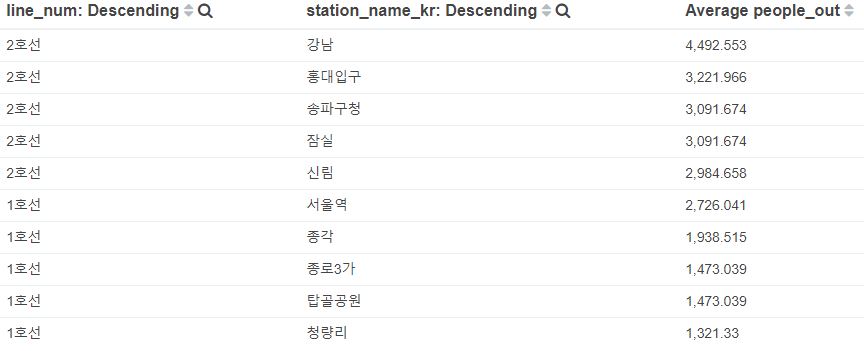 line_num: Descending station_name_kr: Descending Average people_out
2호선 강남 4,492.553
2호선 홍대입구 3,221.966
2호선 송파구청 3,091.674
2호선 잠실 3,091.674
2호선 신림 2,984.658
1호선 서울역 2,726.041
1호선 종각 1,938.515
1호선 종로3가 1,473.039
1호선 탑골공원 1,473.039
1호선 청량리 1,321.33